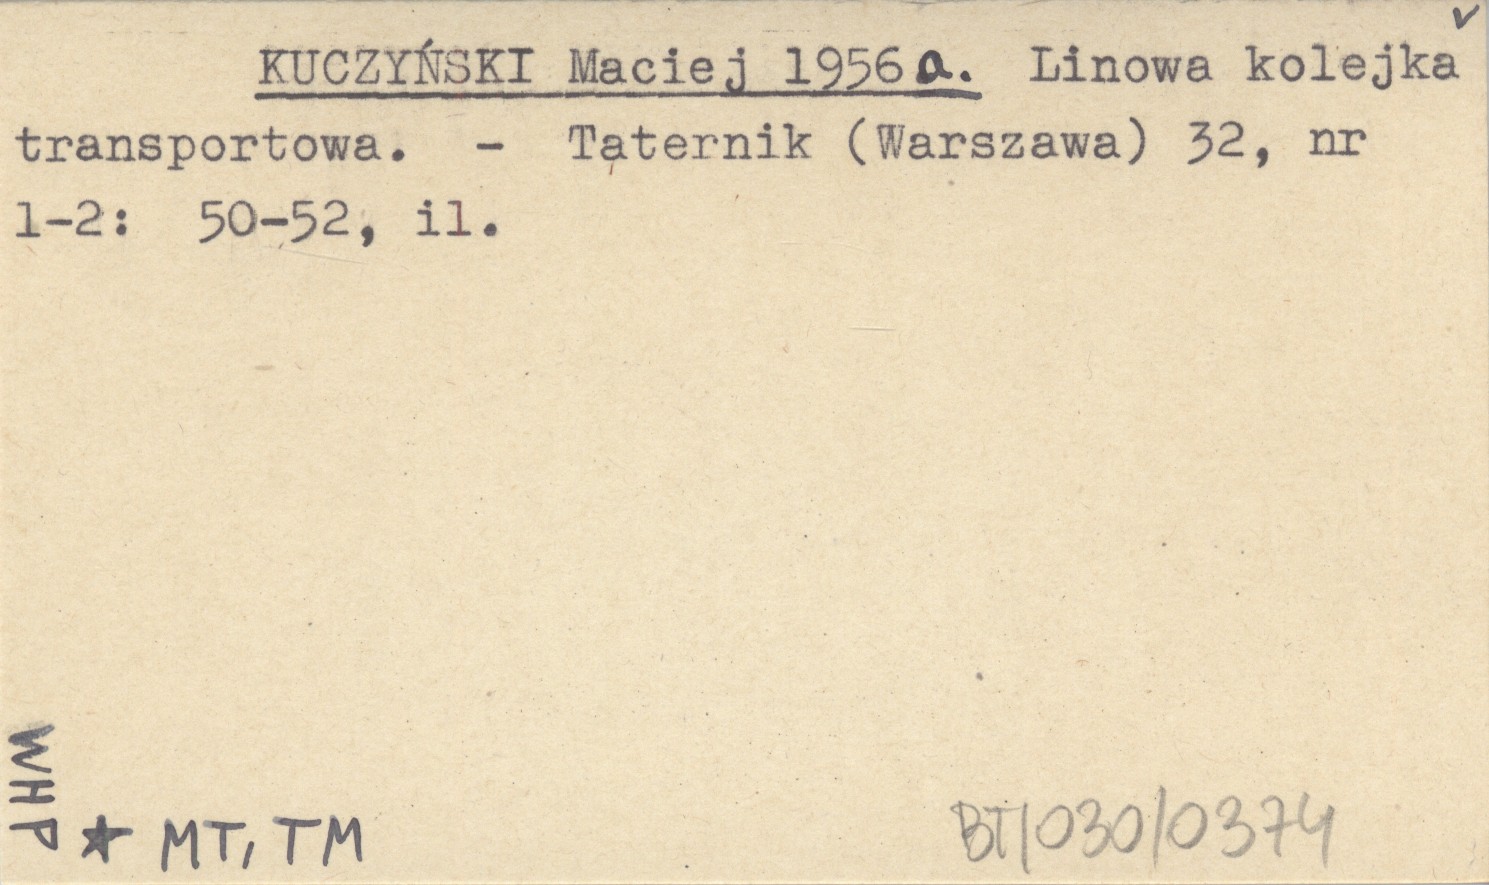 KUCZYŃSKI Maciej 1956a. Linowa kolejka
transportowa. - Taternik (Warszawa) 32, nr
1-2: 50-52, il.
WHP
★ MT, TM
BT/030/0374